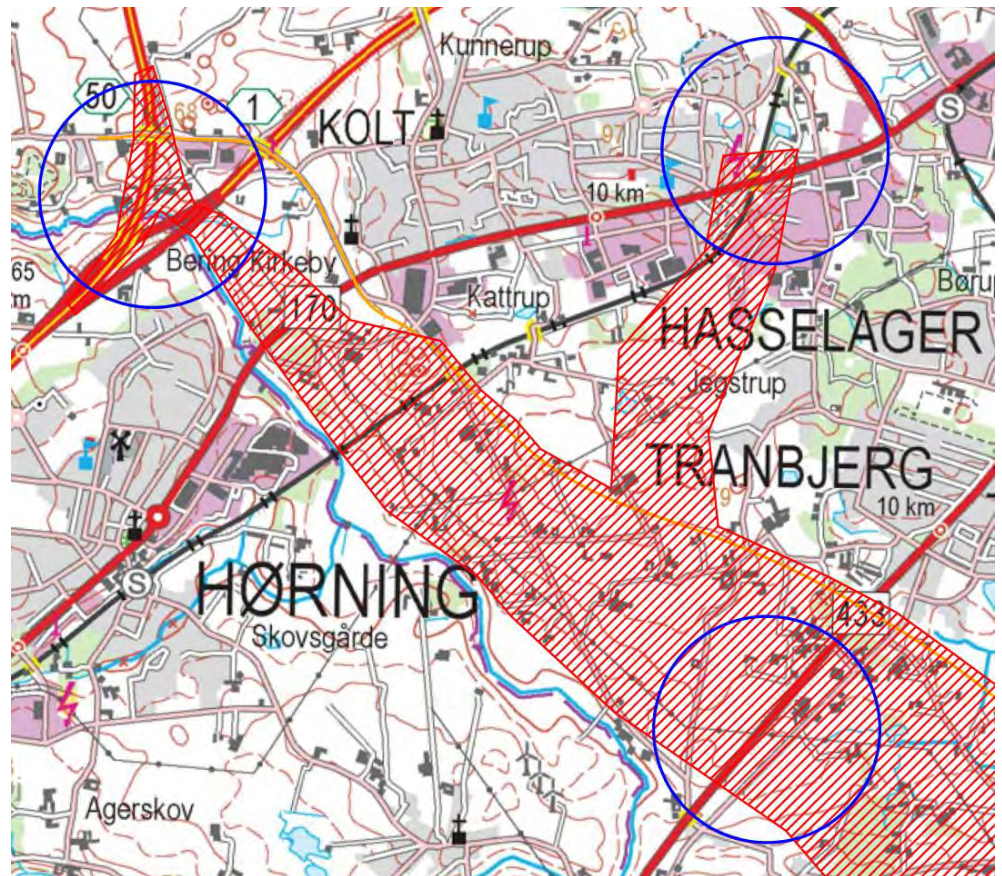 Kunnerup
50
68
1
KOLT
97
S
10 km
65
m
Bering Kirkeby
170
Kattrup
Børup
HASSELAGER
Jegstrup
TRANBJERG
10 km
HØRNING
S
Skovsgårde
433
Agerskov